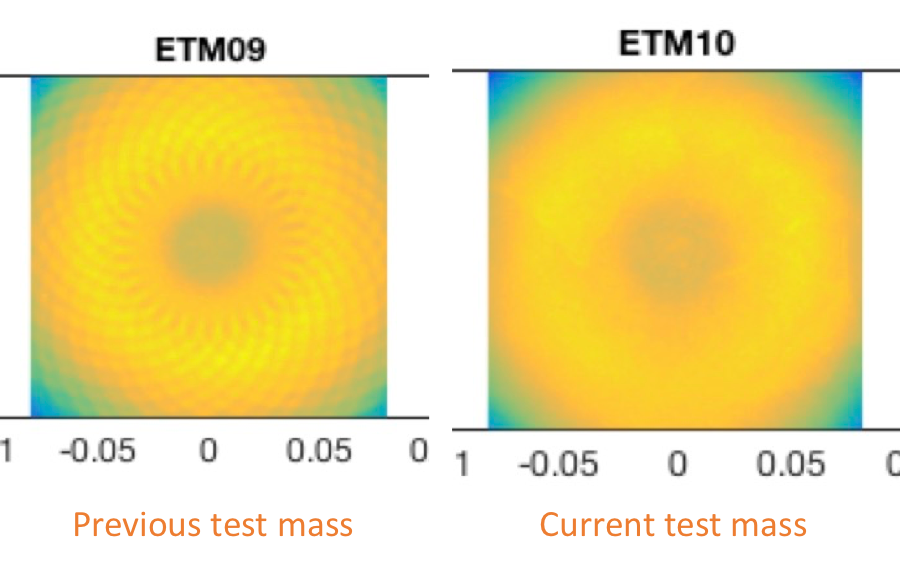 ETM09
ETM10
1 -0.05 0 0.05 0
1 -0.05 0 0.05 0
Previous test mass
Current test mass